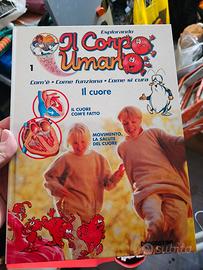 Esplorando
Il Corpo
Umano
1
Com'è • Come funziona • Come si cura
Il cuore
IL CUORE
COM'È FATTO
MOVIMENTO,
LA SALUTE
DEL CUORE
subito